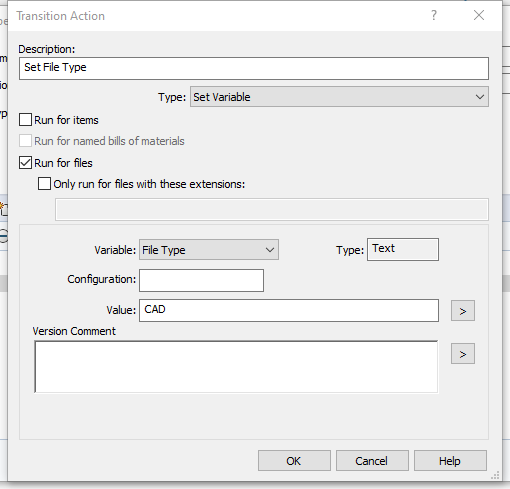 Transition Action
Description:
Set File Type
Type: Set Variable
Run for items
Run for named bills of materials
Run for files
Only run for files with these extensions:
Variable: File Type Type: Text
Configuration:
Value: CAD >
Version Comment
>
OK Cancel Help